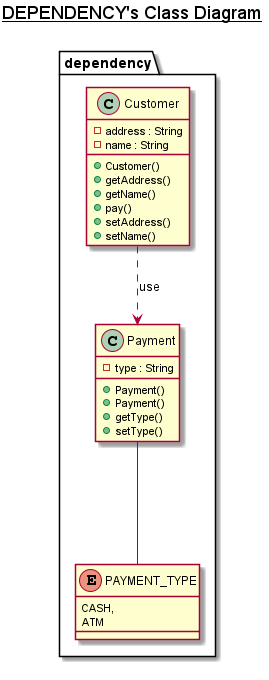 DEPENDENCY's Class Diagram
dependency
C Customer
address : String
name : String
Customer()
getAddress()
getName()
pay()
setAddress()
setName()
use
C Payment
type : String
Payment()
Payment()
getType()
setType()
E PAYMENT_TYPE
CASH,
ATM